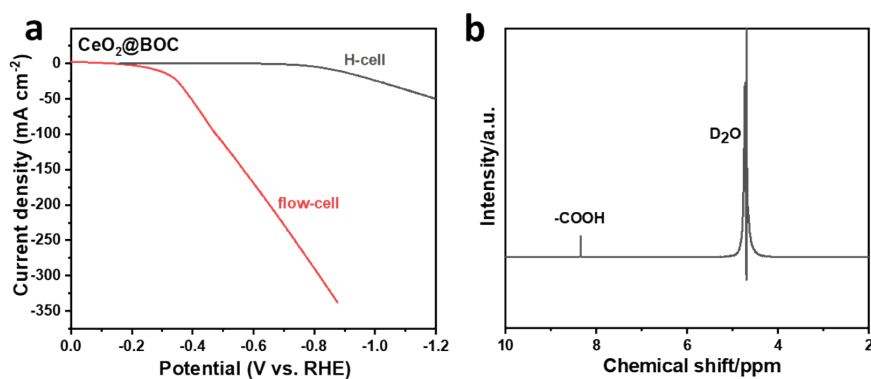 a
CeO₂@BOC
H-cell
flow-cell
0
-50
-100
-150
-200
-250
-300
-350
0.0 -0.2 -0.4 -0.6 -0.8 -1.0 -1.2
Current density (mA cm⁻²)
Potential (V vs. RHE)
b
D₂O
-COOH
10 8 6 4 2
Intensity/a.u.
Chemical shift/ppm